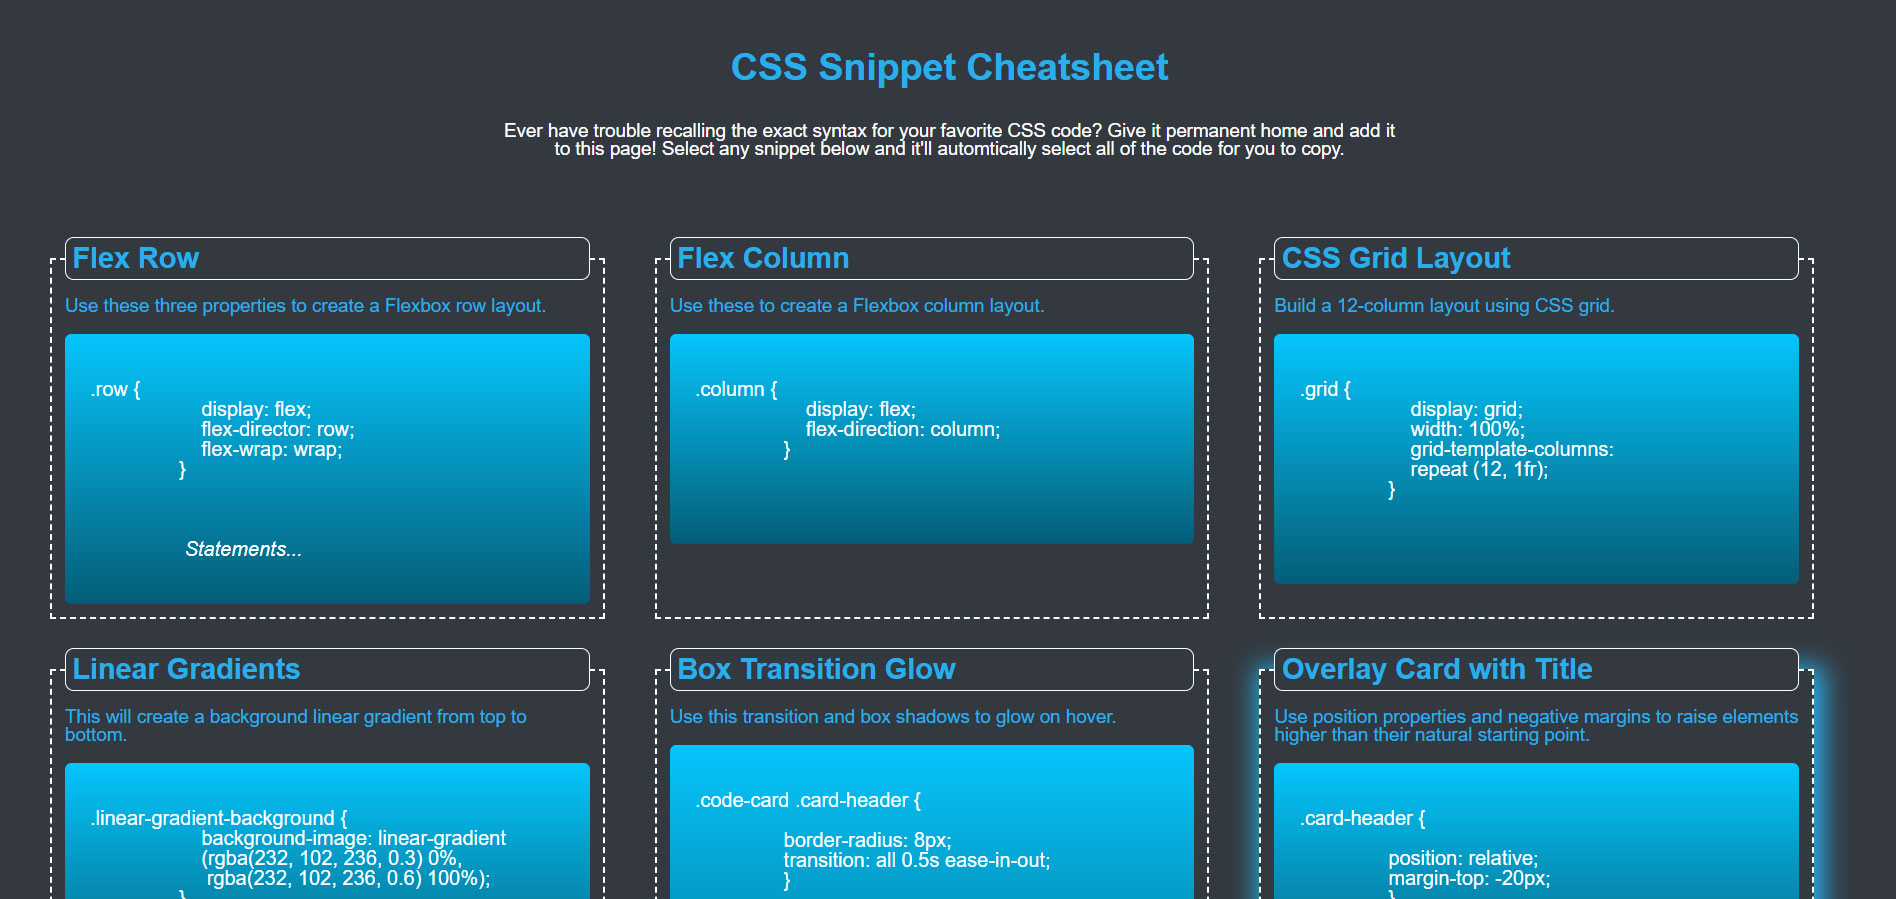 CSS Snippet Cheatsheet
Ever have trouble recalling the exact syntax for your favorite CSS code? Give it permanent home and add it
to this page! Select any snippet below and it'll automtically select all of the code for you to copy.
Flex Row
Use these three properties to create a Flexbox row layout.
.row {
display: flex;
flex-director: row;
flex-wrap: wrap;
}
Statements...
Flex Column
Use these to create a Flexbox column layout.
.column {
display: flex;
flex-direction: column;
}
CSS Grid Layout
Build a 12-column layout using CSS grid.
.grid {
display: grid;
width: 100%;
grid-template-columns:
repeat (12, 1fr);
}
Linear Gradients
This will create a background linear gradient from top to
bottom.
.linear-gradient-background {
background-image: linear-gradient
(rgba(232, 102, 236, 0.3) 0%,
rgba(232, 102, 236, 0.6) 100%);
}
Box Transition Glow
Use this transition and box shadows to glow on hover.
.code-card .card-header {
border-radius: 8px;
transition: all 0.5s ease-in-out;
}
Overlay Card with Title
Use position properties and negative margins to raise elements
higher than their natural starting point.
.card-header {
position: relative;
margin-top: -20px;
}